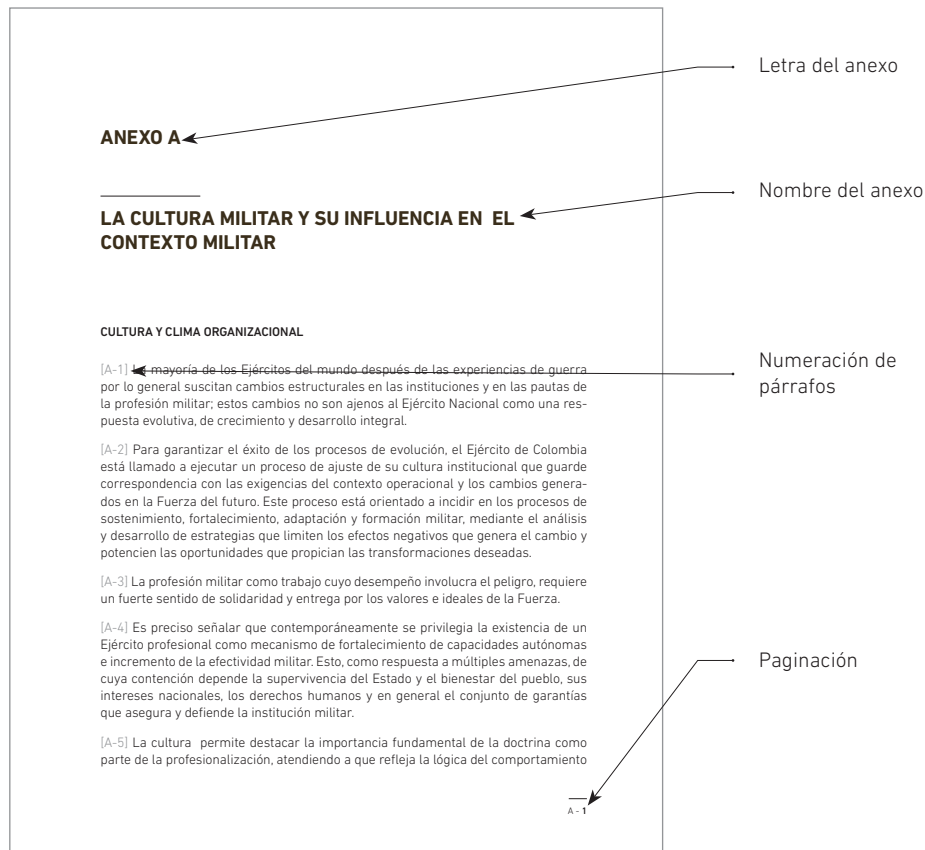 Letra del anexo
ANEXO A
Nombre del anexo
LA CULTURA MILITAR Y SU INFLUENCIA EN  EL
CONTEXTO MILITAR
CULTURA Y CLIMA ORGANIZACIONAL
Numeración de
párrafos
[A-1] La mayoría de los Ejércitos del mundo después de las experiencias de guerra
por lo general suscitan cambios estructurales en las instituciones y en las pautas de
la profesión militar; estos cambios no son ajenos al Ejército Nacional como una res-
puesta evolutiva, de crecimiento y desarrollo integral.
[A-2] Para garantizar el éxito de los procesos de evolución, el Ejército de Colombia
está llamado a ejecutar un proceso de ajuste de su cultura institucional que guarde
correspondencia con las exigencias del contexto operacional y los cambios genera-
dos en la Fuerza del futuro. Este proceso está orientado a incidir en los procesos de
sostenimiento, fortalecimiento, adaptación y formación militar, mediante el análisis
y desarrollo de estrategias que limiten los efectos negativos que genera el cambio y
potencien las oportunidades que propician las transformaciones deseadas.
[A-3] La profesión militar como trabajo cuyo desempeño involucra el peligro, requiere
un fuerte sentido de solidaridad y entrega por los valores e ideales de la Fuerza.
[A-4] Es preciso señalar que contemporáneamente se privilegia la existencia de un
Ejército profesional como mecanismo de fortalecimiento de capacidades autónomas
e incremento de la efectividad militar. Esto, como respuesta a múltiples amenazas, de
cuya contención depende la supervivencia del Estado y el bienestar del pueblo, sus
intereses nacionales, los derechos humanos y en general el conjunto de garantías
que asegura y defiende la institución militar.
Paginación
[A-5] La cultura  permite destacar la importancia fundamental de la doctrina como
parte de la profesionalización, atendiendo a que refleja la lógica del comportamiento
A - 1